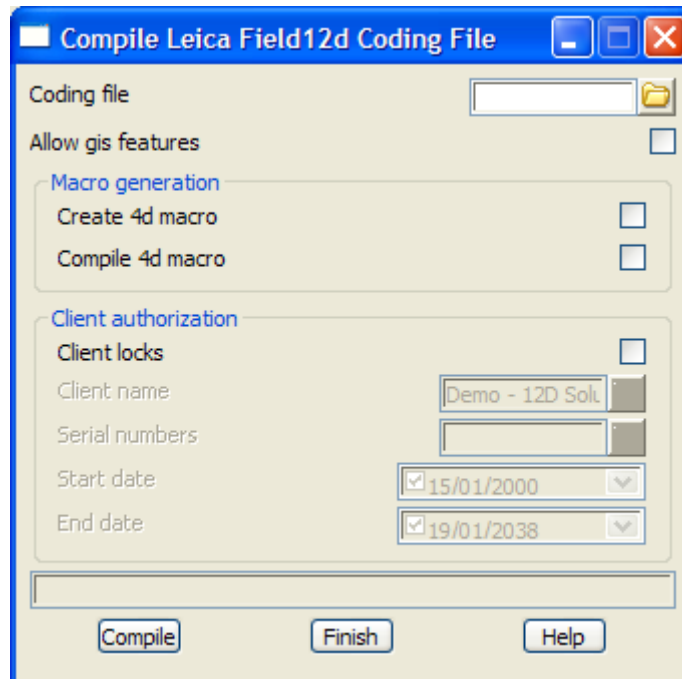 Compile Leica Field12d Coding File
Coding file
Allow gis features
Macro generation
Create 4d macro
Compile 4d macro
Client authorization
Client locks
Client name Demo - 12D Solu
Serial numbers
Start date 15/01/2000
End date 19/01/2038
Compile Finish Help